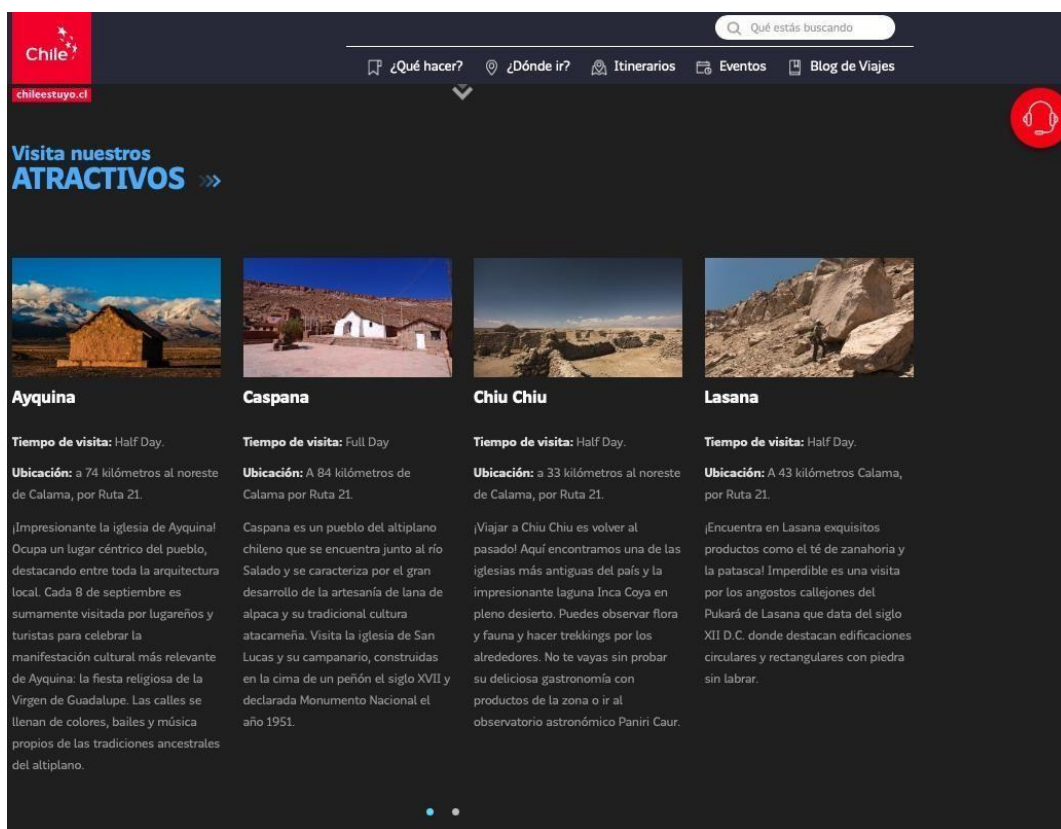 Chile
chileestuyo.cl
Qué estás buscando
¿Qué hacer?
¿Dónde ir?
Itinerarios
Eventos
Blog de Viajes
Visita nuestros
ATRACTIVOS
Ayquina
Tiempo de visita: Half Day.
Ubicación: a 74 kilómetros al noreste
de Calama, por Ruta 21.
¡Impresionante la iglesia de Ayquina!
Ocupa un lugar céntrico del pueblo,
destacando entre toda la arquitectura
local. Cada 8 de septiembre es
sumamente visitada por lugareños y
turistas para celebrar la
manifestación cultural más relevante
de Ayquina: la fiesta religiosa de la
Virgen de Guadalupe. Las calles se
llenan de colores, bailes y música
propios de las tradiciones ancestrales
del altiplano.
Caspana
Tiempo de visita: Full Day
Ubicación: A 84 kilómetros de
Calama por Ruta 21.
Caspana es un pueblo del altiplano
chileno que se encuentra junto al río
Salado y se caracteriza por el gran
desarrollo de la artesanía de lana de
alpaca y su tradicional cultura
atacameña. Visita la iglesia de San
Lucas y su campanario, construidas
en la cima de un peñón el siglo XVII y
declarada Monumento Nacional el
año 1951.
Chiu Chiu
Tiempo de visita: Half Day.
Ubicación: a 33 kilómetros al noreste
de Calama, por Ruta 21.
¡Viajar a Chiu Chiu es volver al
pasado! Aquí encontramos una de las
iglesias más antiguas del país y la
impresionante laguna Inca Coya en
pleno desierto. Puedes observar flora
y fauna y hacer trekkings por los
alrededores. No te vayas sin probar
su deliciosa gastronomía con
productos de la zona o ir al
observatorio astronómico Paniri Caur.
Lasana
Tiempo de visita: Half Day.
Ubicación: A 43 kilómetros Calama,
por Ruta 21.
¡Encuentra en Lasana exquisitos
productos como el té de zanahoria y
la patasca! Imperdible es una visita
por los angostos callejones del
Pukará de Lasana que data del siglo
XII D.C. donde destacan edificaciones
circulares y rectangulares con piedra
sin labrar.